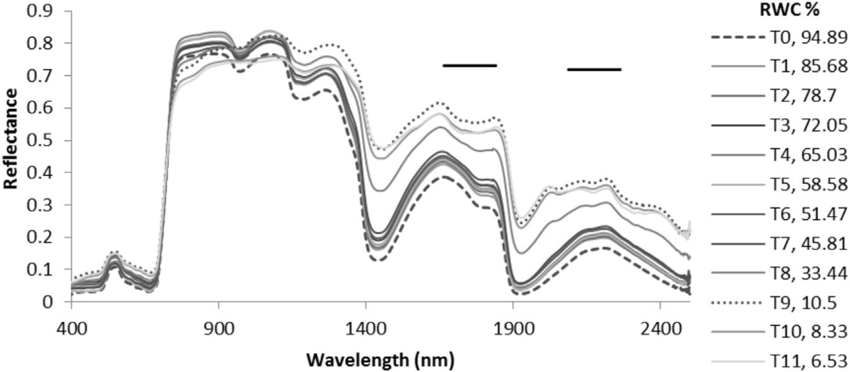 0.9
0.8
0.7
0.6
0.5
0.4
0.3
0.2
0.1
0
Reflectance
400
900
1400
1900
2400
Wavelength (nm)
RWC %
T0, 94.89
T1, 85.68
T2, 78.7
T3, 72.05
T4, 65.03
T5, 58.58
T6, 51.47
T7, 45.81
T8, 33.44
T9, 10.5
T10, 8.33
T11, 6.53